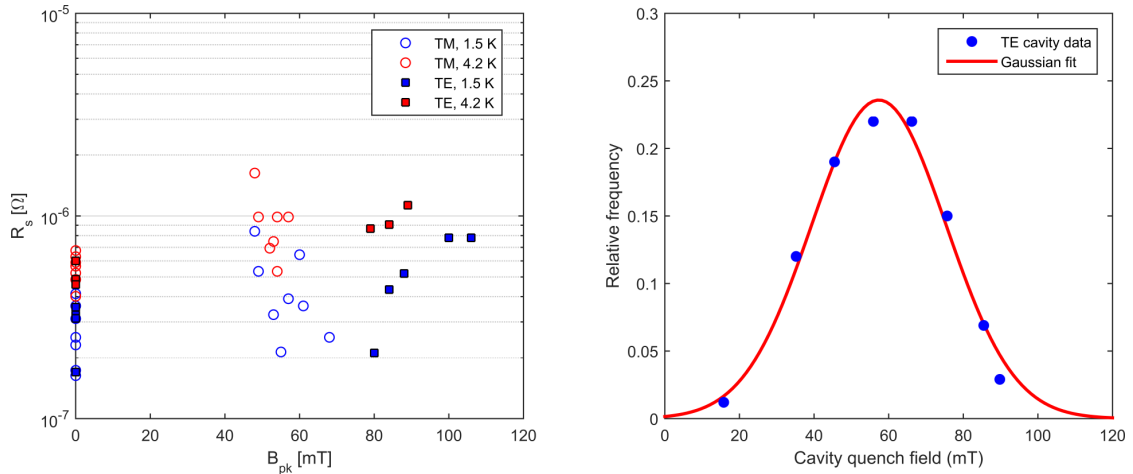 10^-5
10^-6
10^-7
R_s [Ω]
0
20
40
60
80
100
120
B_pk [mT]
TM, 1.5 K
TM, 4.2 K
TE, 1.5 K
TE, 4.2 K
0.3
0.25
0.2
0.15
0.1
0.05
0
Relative frequency
0
20
40
60
80
100
120
Cavity quench field (mT)
TE cavity data
Gaussian fit